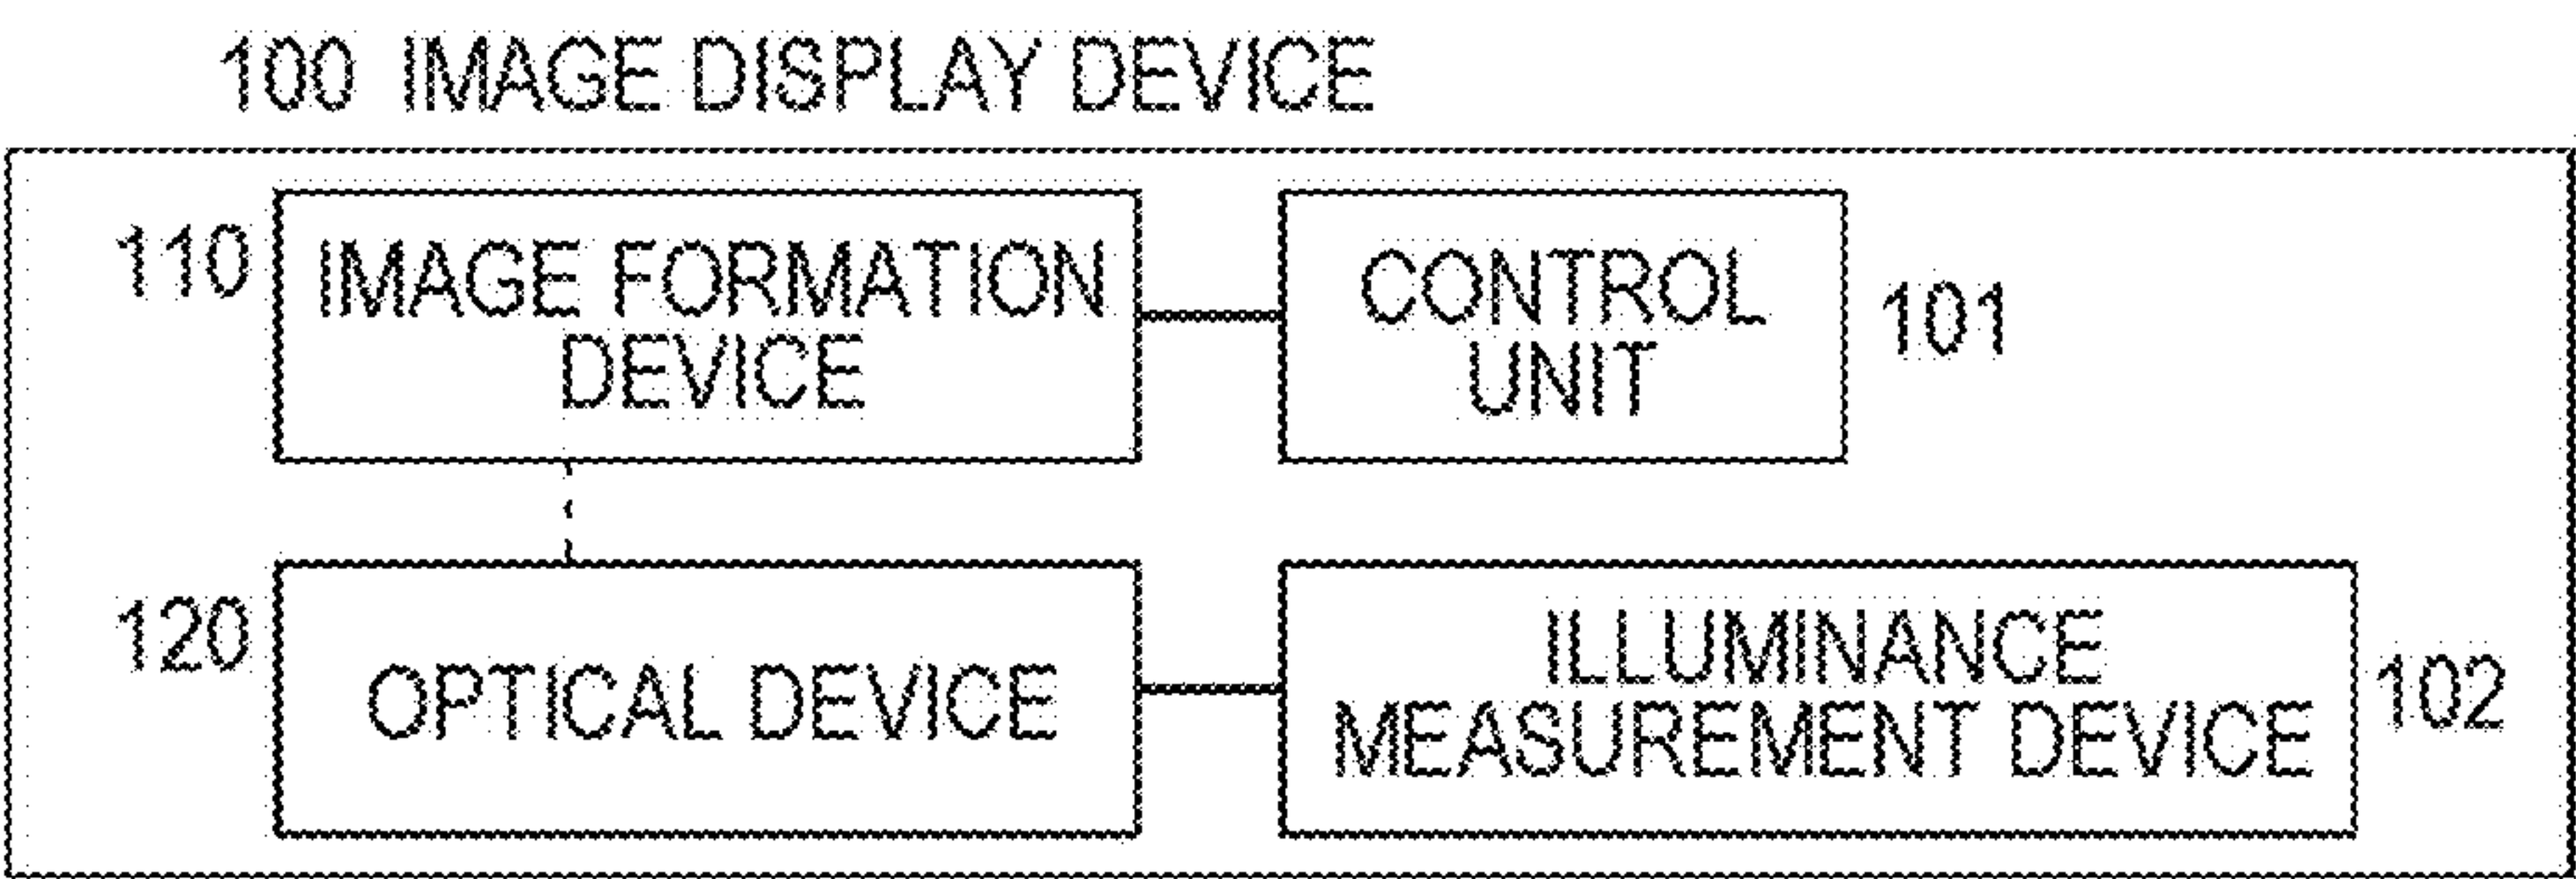 100 IMAGE DISPLAY DEVICE
110
IMAGE FORMATION
DEVICE
CONTROL
UNIT
101
120
OPTICAL DEVICE
ILLUMINANCE
MEASUREMENT DEVICE
102